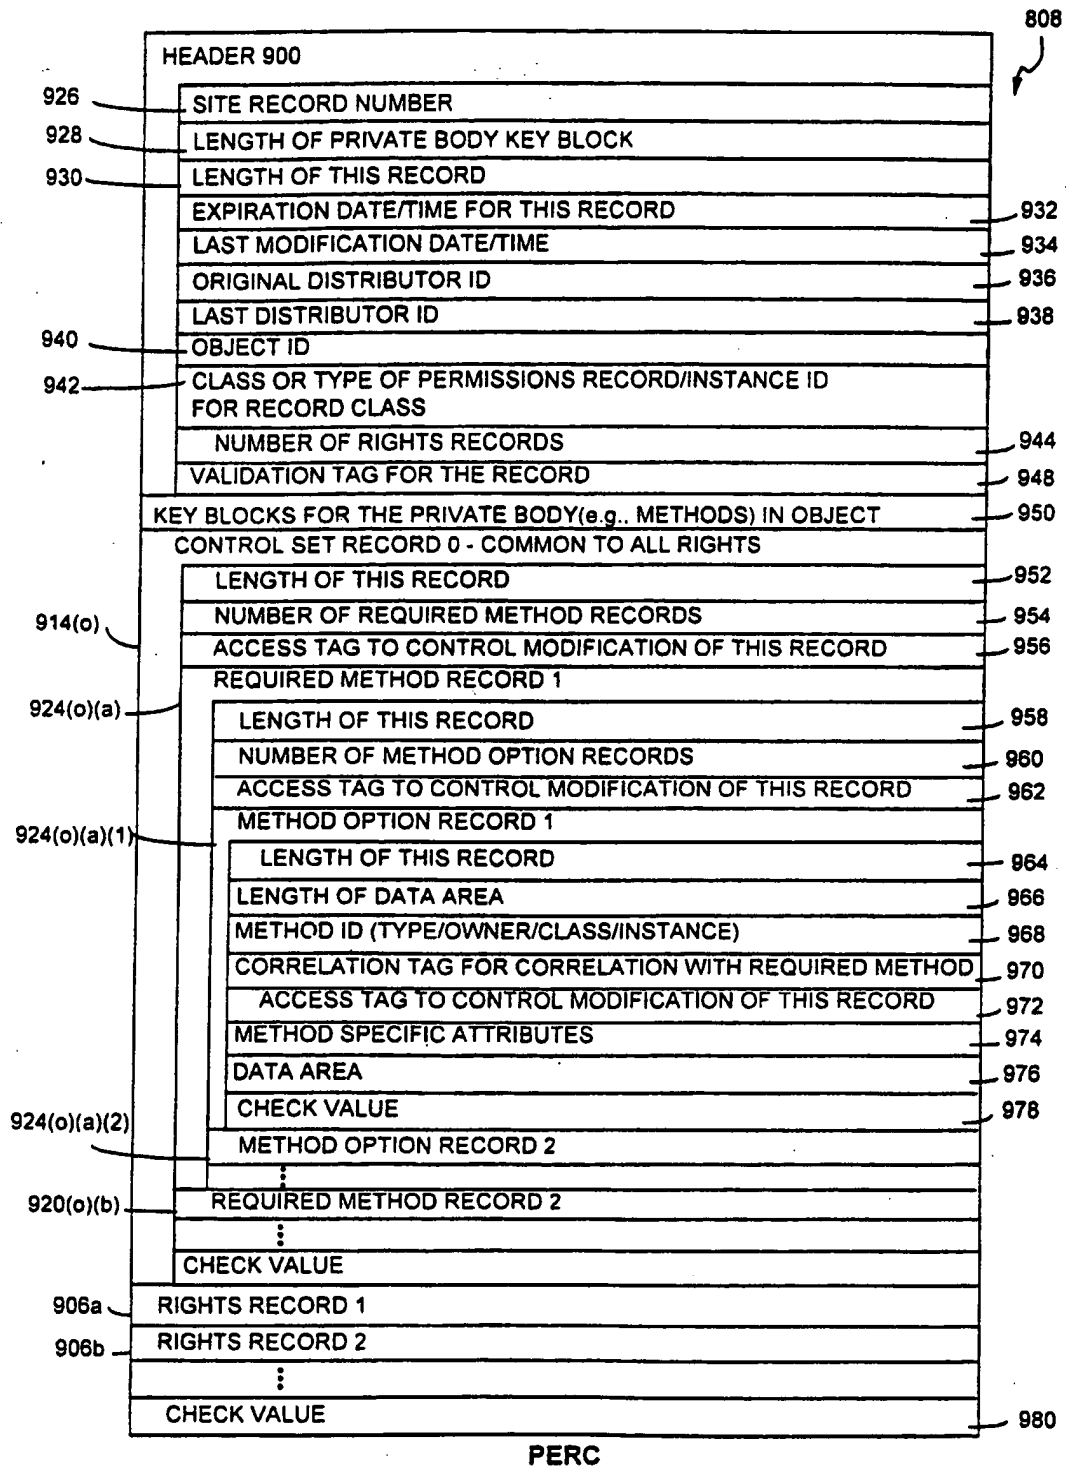 808
HEADER 900
926 SITE RECORD NUMBER
928 LENGTH OF PRIVATE BODY KEY BLOCK
930 LENGTH OF THIS RECORD
EXPIRATION DATE/TIME FOR THIS RECORD 932
LAST MODIFICATION DATE/TIME 934
ORIGINAL DISTRIBUTOR ID 936
LAST DISTRIBUTOR ID 938
940 OBJECT ID
942 CLASS OR TYPE OF PERMISSIONS RECORD/INSTANCE ID
FOR RECORD CLASS
NUMBER OF RIGHTS RECORDS 944
VALIDATION TAG FOR THE RECORD 948
KEY BLOCKS FOR THE PRIVATE BODY(e.g., METHODS) IN OBJECT 950
CONTROL SET RECORD 0 - COMMON TO ALL RIGHTS
LENGTH OF THIS RECORD 952
914(o) NUMBER OF REQUIRED METHOD RECORDS 954
ACCESS TAG TO CONTROL MODIFICATION OF THIS RECORD 956
REQUIRED METHOD RECORD 1
924(o)(a) LENGTH OF THIS RECORD 958
NUMBER OF METHOD OPTION RECORDS 960
ACCESS TAG TO CONTROL MODIFICATION OF THIS RECORD 962
METHOD OPTION RECORD 1
924(o)(a)(1) LENGTH OF THIS RECORD 964
LENGTH OF DATA AREA 966
METHOD ID (TYPE/OWNER/CLASS/INSTANCE) 968
CORRELATION TAG FOR CORRELATION WITH REQUIRED METHOD 970
ACCESS TAG TO CONTROL MODIFICATION OF THIS RECORD 972
METHOD SPECIFIC ATTRIBUTES 974
DATA AREA 976
CHECK VALUE 978
924(o)(a)(2) METHOD OPTION RECORD 2
920(o)(b) REQUIRED METHOD RECORD 2
CHECK VALUE
906a RIGHTS RECORD 1
906b RIGHTS RECORD 2
CHECK VALUE 980
PERC